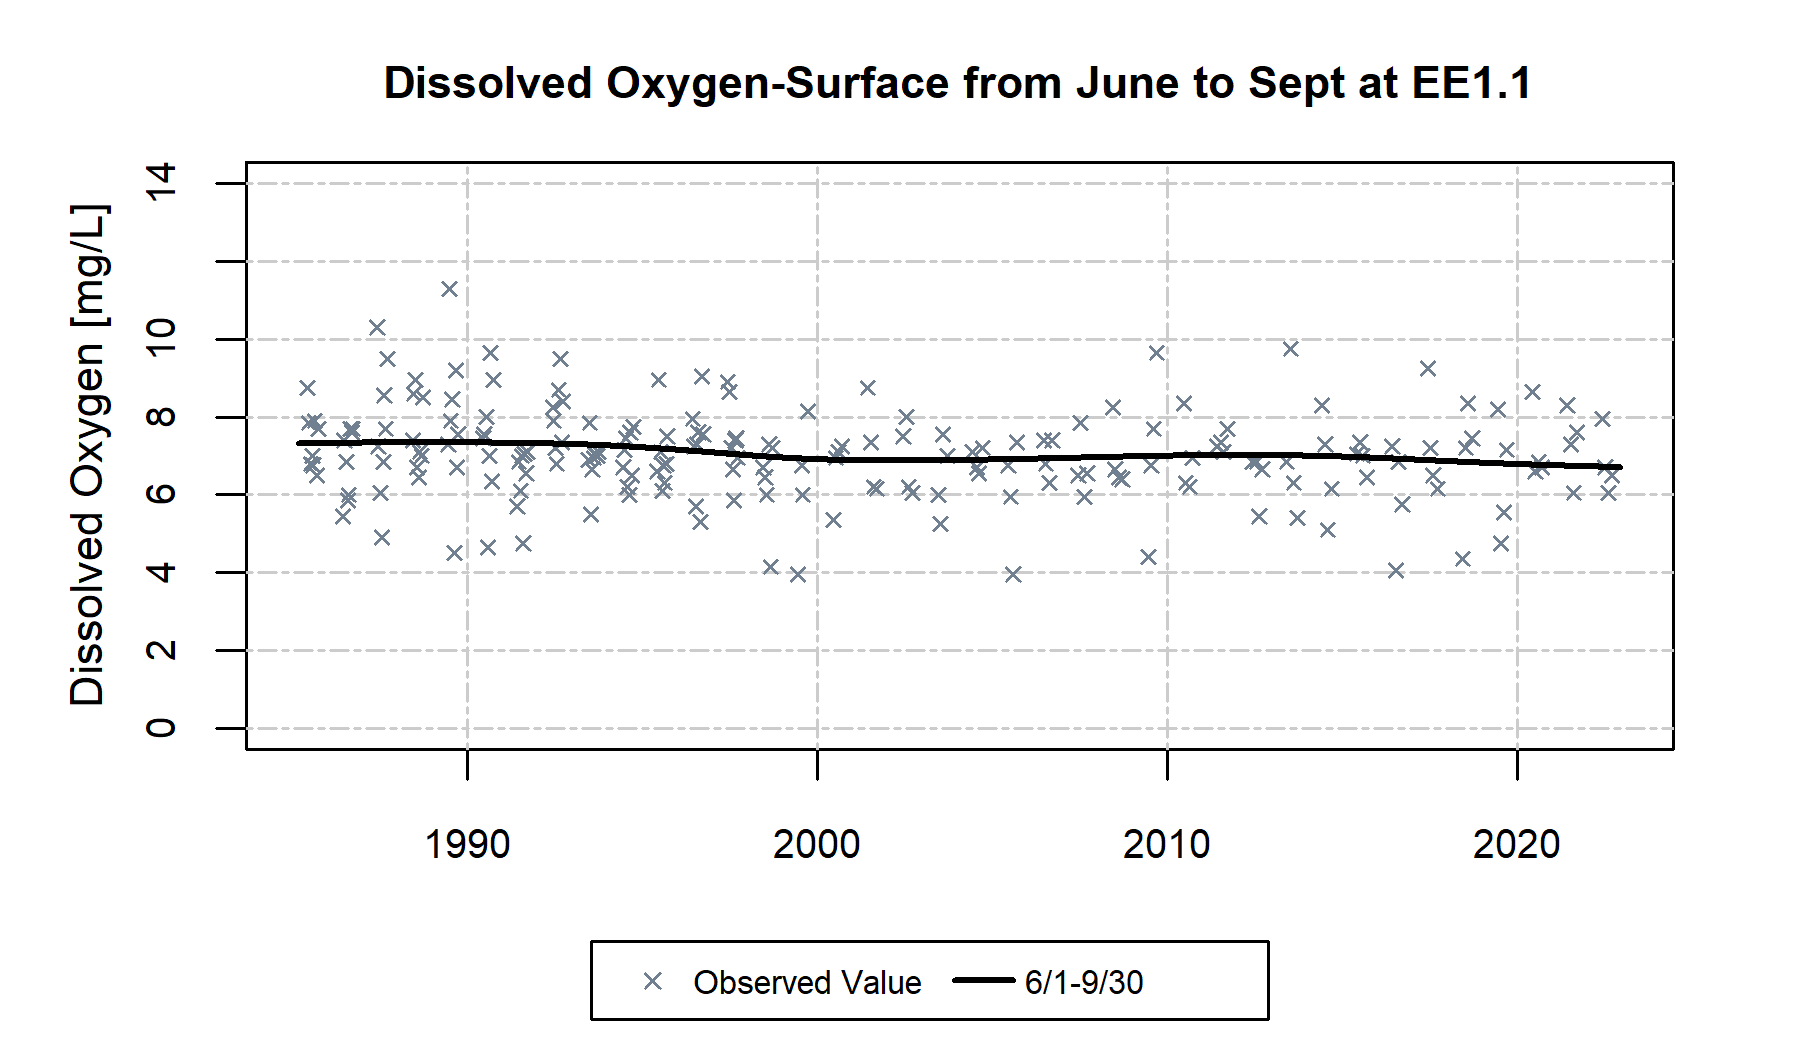 Dissolved Oxygen-Surface from June to Sept at EE1.1
Dissolved Oxygen [mg/L]
14
10
8
6
4
2
0
1990 2000 2010 2020
Observed Value 6/1-9/30